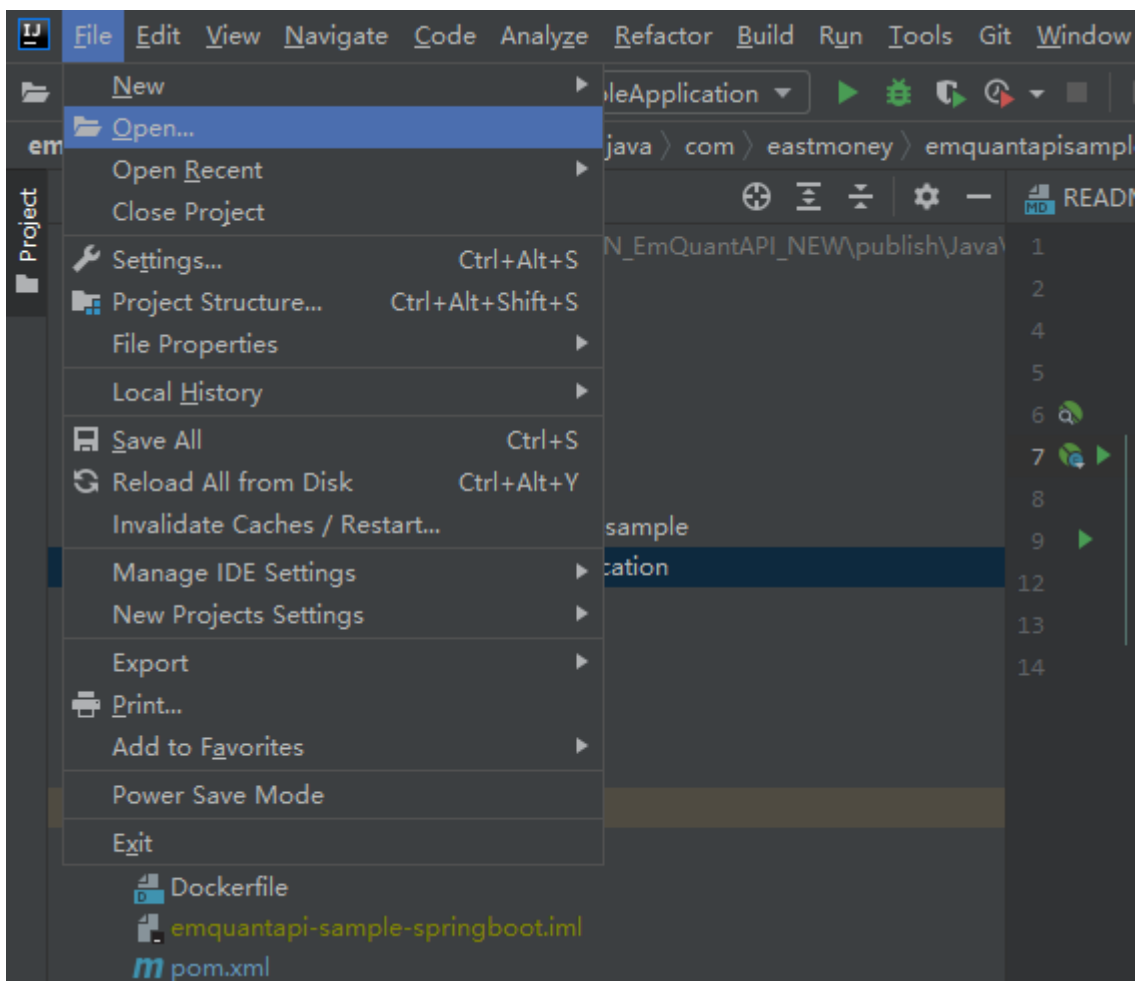 IJ File Edit View Navigate Code Analyze Refactor Build Run Tools Git Window
New
leApplication
Open...
em
java 〉 com 〉 eastmoney 〉 emquantapisampl
Open Recent
Close Project
READM
Project
Settings... Ctrl+Alt+S
N_EmQuantAPI_NEW\publish\Java\
1
Project Structure... Ctrl+Alt+Shift+S
2
File Properties
4
5
Local History
6
Save All Ctrl+S
7
Reload All from Disk Ctrl+Alt+Y
8
Invalidate Caches / Restart...
sample
9
Manage IDE Settings
cation
12
New Projects Settings
13
Export
14
Print...
Add to Favorites
Power Save Mode
Exit
Dockerfile
emquantapi-sample-springboot.iml
pom.xml